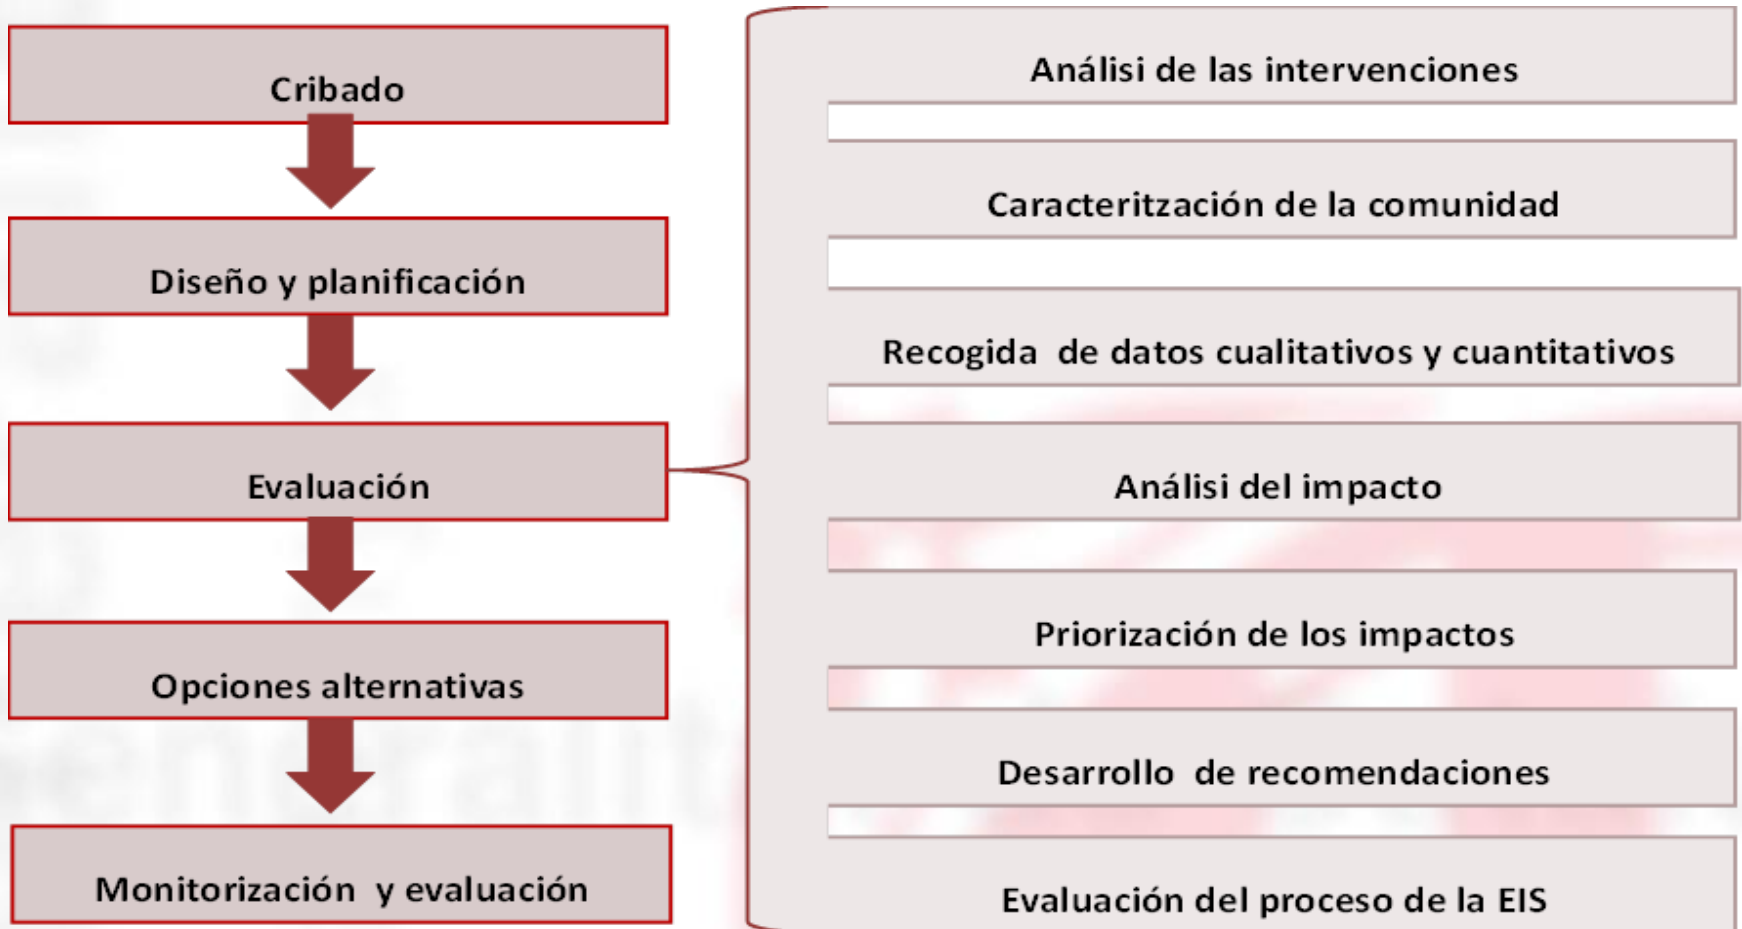 Cribado
Diseño y planificación
Evaluación
Opciones alternativas
Monitorización y evaluación
Análisi de las intervenciones
Caracteritzación de la comunidad
Recogida de datos cualitativos y cuantitativos
Análisi del impacto
Priorización de los impactos
Desarrollo de recomendaciones
Evaluación del proceso de la EIS